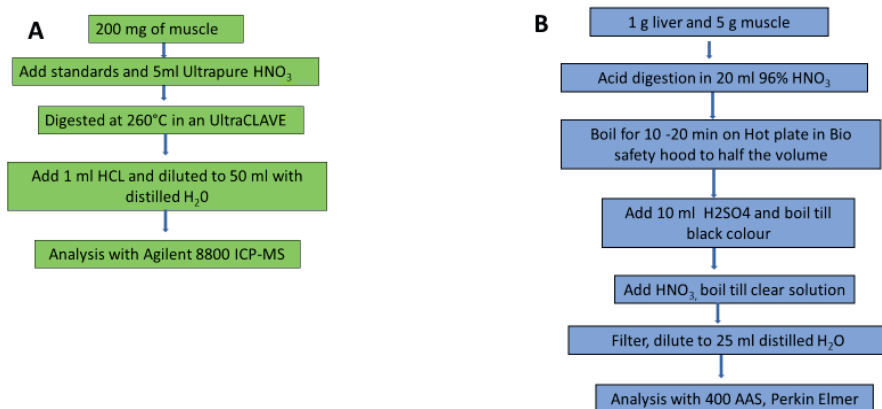 A
200 mg of muscle
Add standards and 5ml Ultrapure HNO₃
Digested at 260°C in an UltraCLAVE
Add 1 ml HCL and diluted to 50 ml with
distilled H₂0
Analysis with Agilent 8800 ICP-MS
B
1 g liver and 5 g muscle
Acid digestion in 20 ml 96% HNO₃
Boil for 10 -20 min on Hot plate in Bio
safety hood to half the volume
Add 10 ml H2SO4 and boil till
black colour
Add HNO₃, boil till clear solution
Filter, dilute to 25 ml distilled H₂O
Analysis with 400 AAS, Perkin Elmer